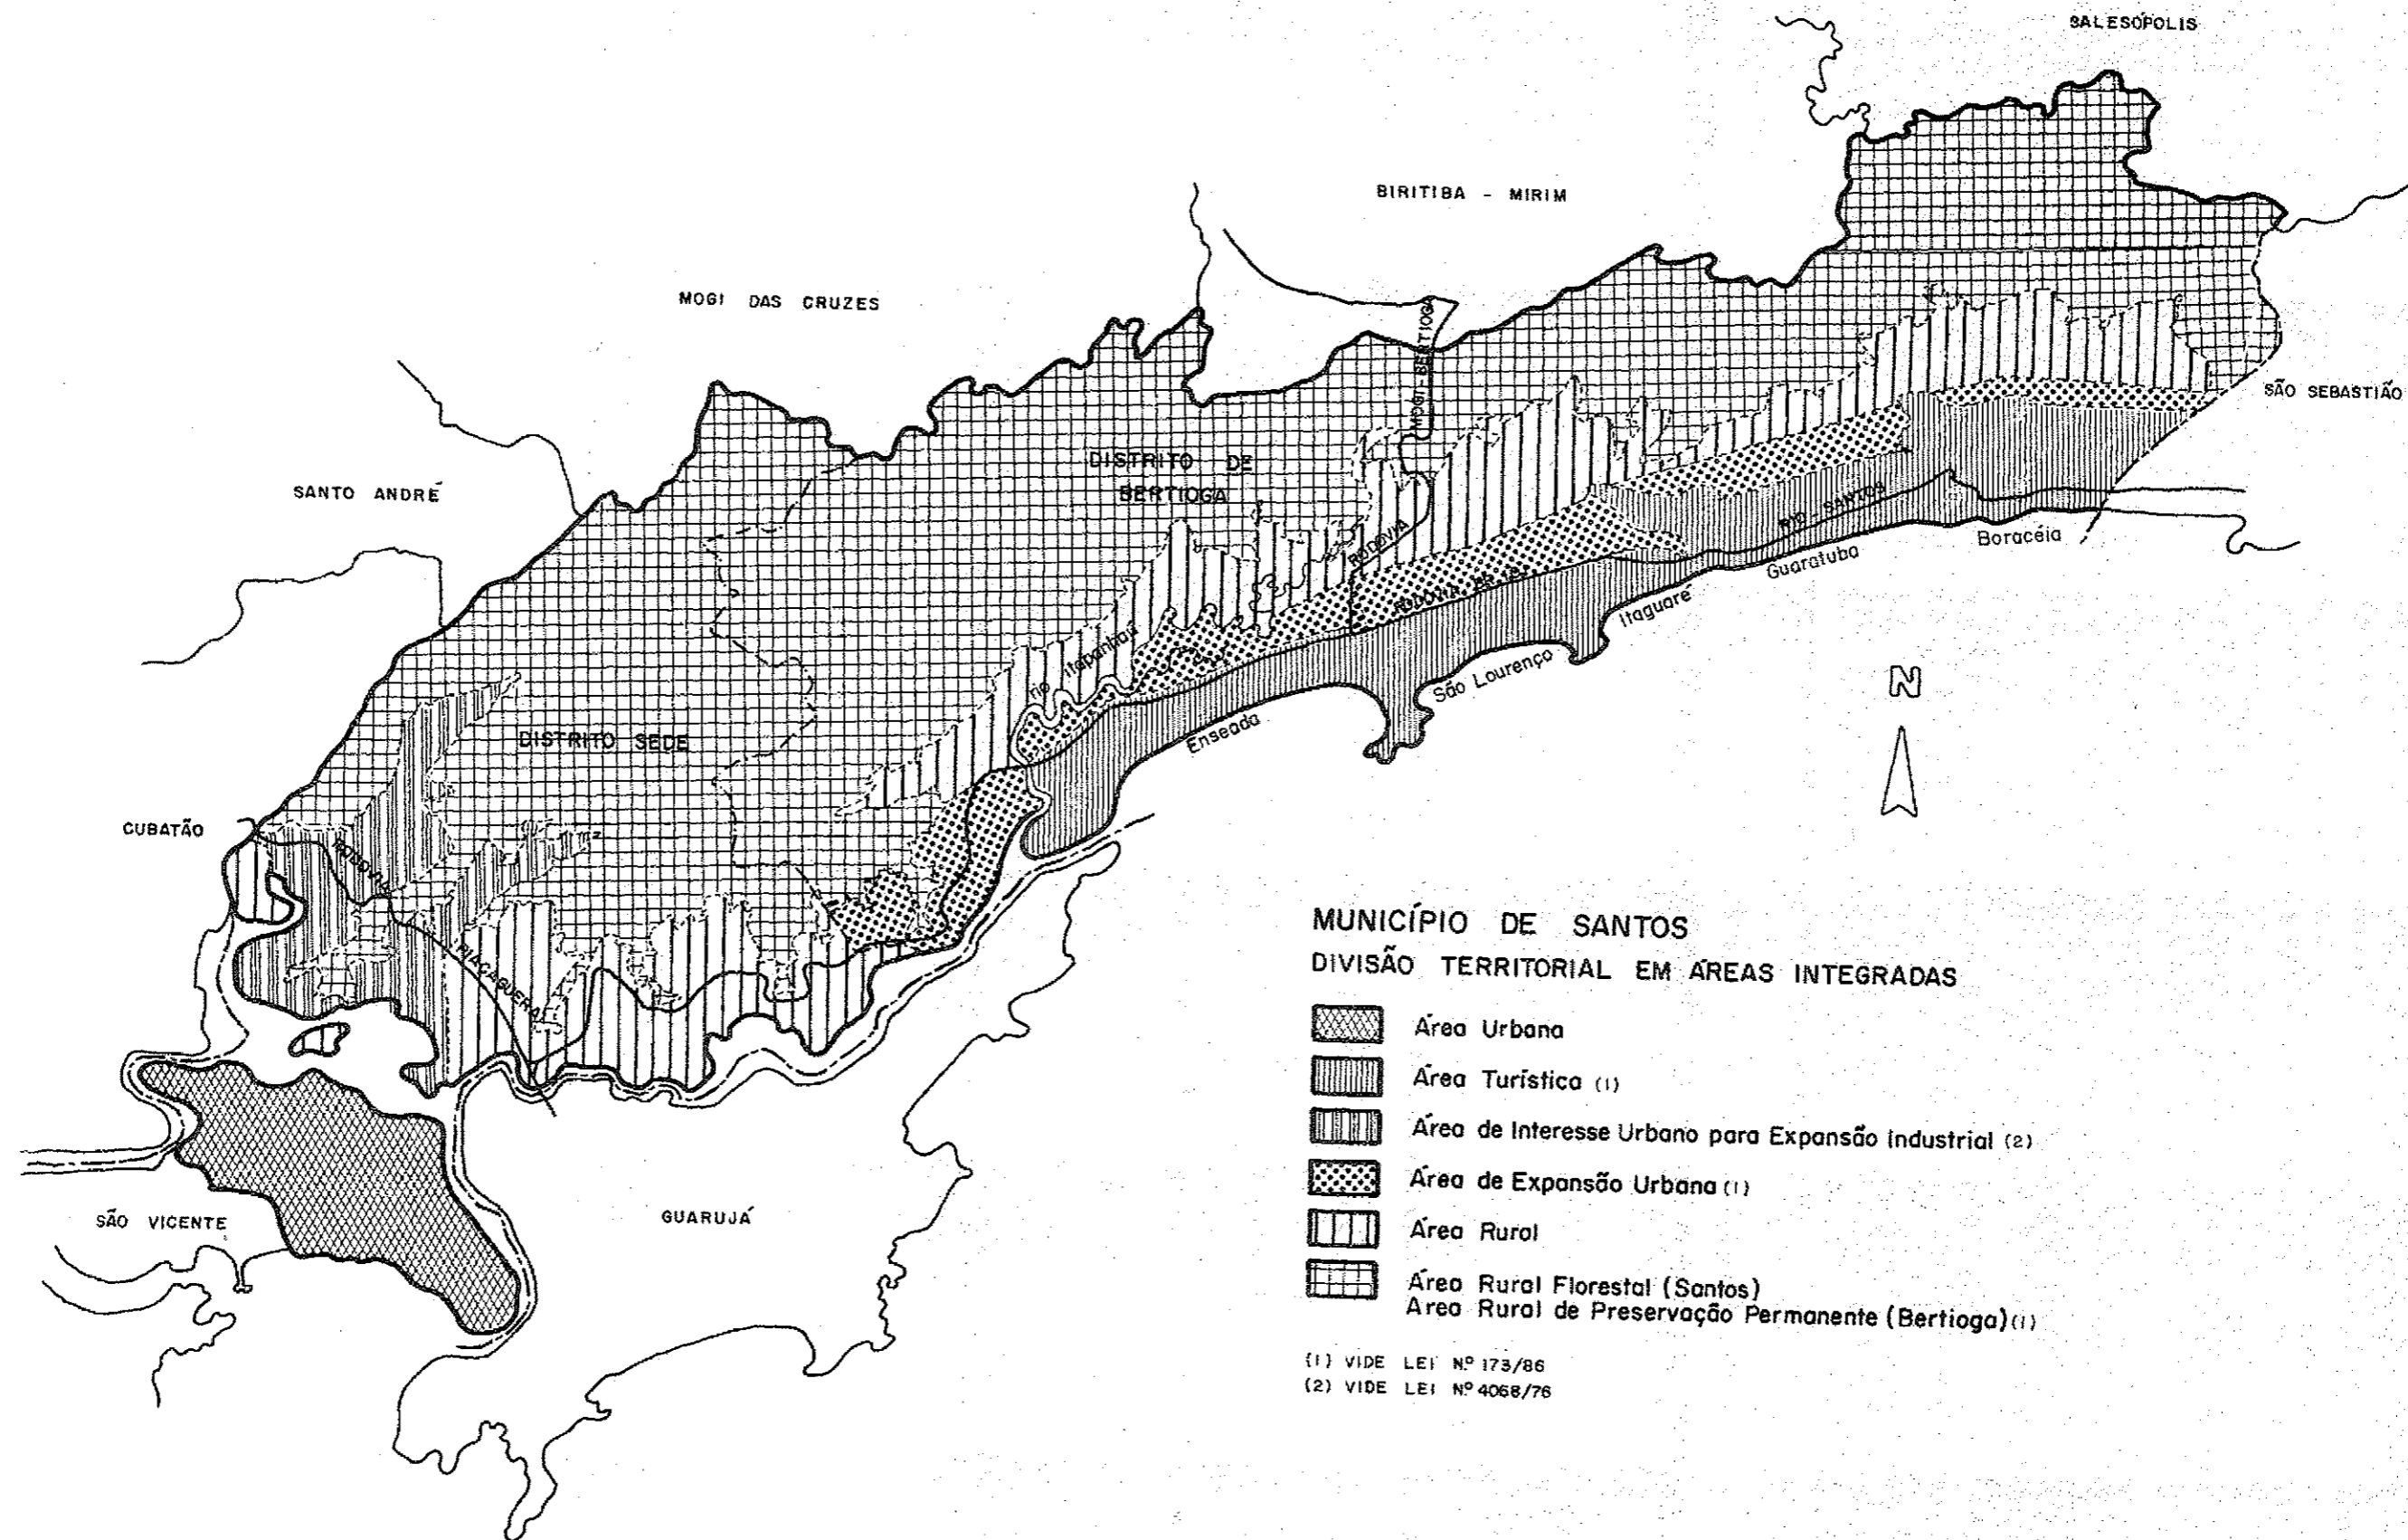 SALESÓPOLIS
BIRITIBA - MIRIM
MOGI DAS CRUZES
MOGI-BERTIOGA
SÃO SEBASTIÃO
DISTRITO DE
BERTIOGA
SANTO ANDRÉ
RIO - SANTOS
RODOVIA
Boracéia
Guaratuba
RODOVIA
Itaguaré
rio Itapanhaú
São Lourenço
Enseada
N
DISTRITO SEDE
CUBATÃO
RODOVIA
PIAÇAGUERA
SÃO VICENTE
GUARUJÁ
MUNICÍPIO DE SANTOS
DIVISÃO TERRITORIAL EM ÁREAS INTEGRADAS
Área Urbana
Área Turística (1)
Área de Interesse Urbano para Expansão Industrial (2)
Área de Expansão Urbana (1)
Área Rural
Área Rural Florestal (Santos)
Area Rural de Preservação Permanente (Bertioga) (1)
(1) VIDE LEI Nº 173/86
(2) VIDE LEI Nº 4068/76